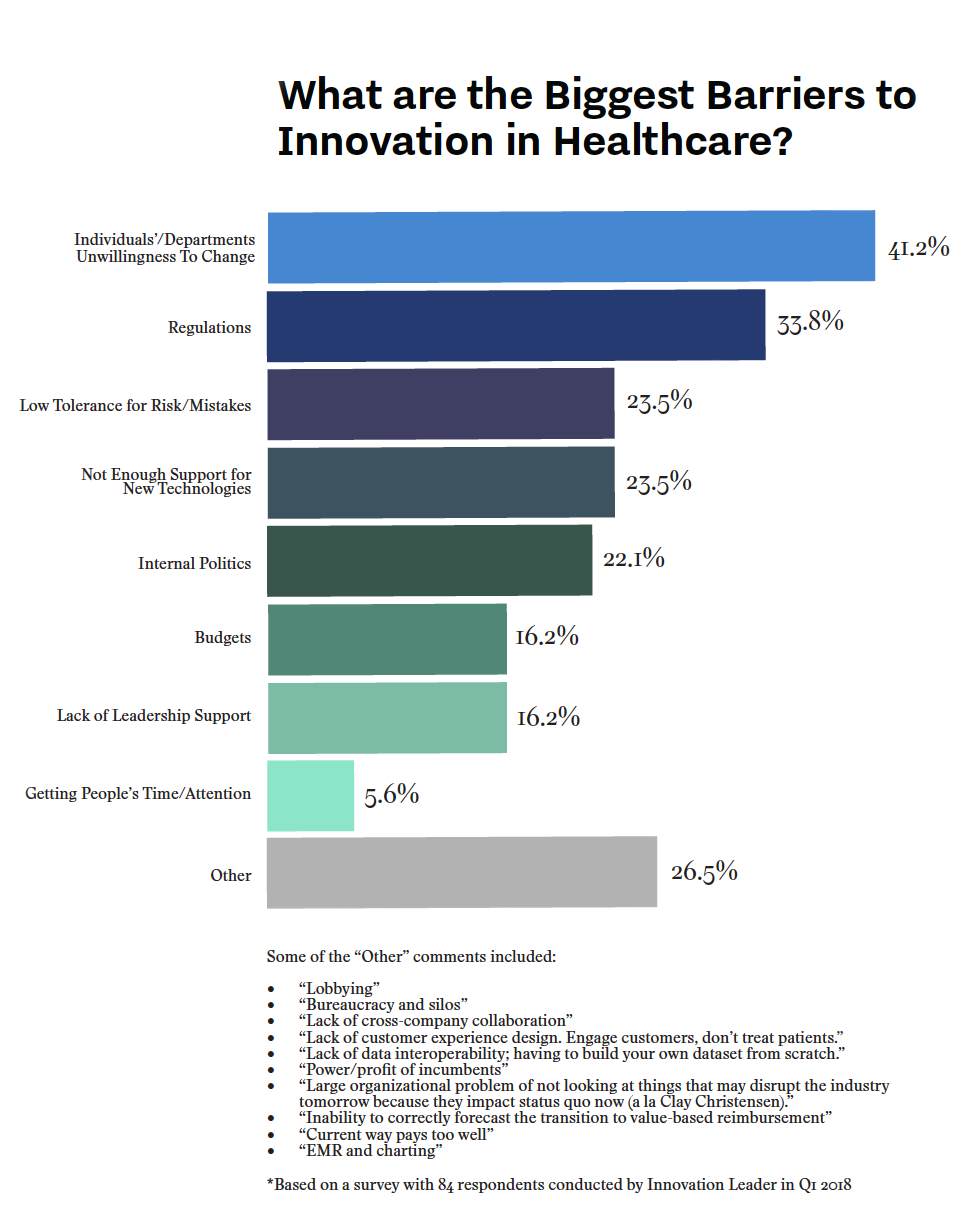 What are the Biggest Barriers to
Innovation in Healthcare?
Individuals’/Departments
Unwillingness To Change
41.2%
Regulations
33.8%
Low Tolerance for Risk/Mistakes
23.5%
Not Enough Support for
New Technologies
23.5%
Internal Politics
22.1%
Budgets
16.2%
Lack of Leadership Support
16.2%
Getting People’s Time/Attention
5.6%
Other
26.5%
Some of the “Other” comments included:
• “Lobbying”
• “Bureaucracy and silos”
• “Lack of cross-company collaboration”
• “Lack of customer experience design. Engage customers, don’t treat patients.”
• “Lack of data interoperability; having to build your own dataset from scratch.”
• “Power/profit of incumbents”
• “Large organizational problem of not looking at things that may disrupt the industry
tomorrow because they impact status quo now (a la Clay Christensen).”
• “Inability to correctly forecast the transition to value-based reimbursement”
• “Current way pays too well”
• “EMR and charting”
*Based on a survey with 84 respondents conducted by Innovation Leader in Q1 2018